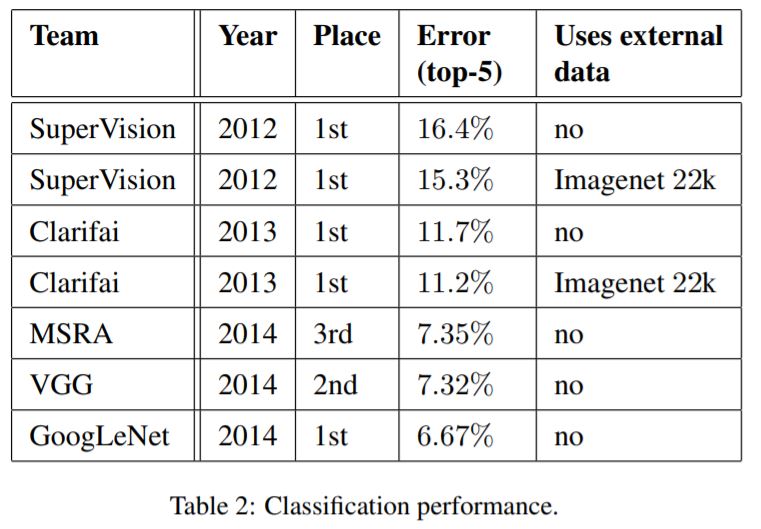 Team Year Place Error (top-5) Uses external data
SuperVision 2012 1st 16.4% no
SuperVision 2012 1st 15.3% Imagenet 22k
Clarifai 2013 1st 11.7% no
Clarifai 2013 1st 11.2% Imagenet 22k
MSRA 2014 3rd 7.35% no
VGG 2014 2nd 7.32% no
GoogLeNet 2014 1st 6.67% no
Table 2: Classification performance.